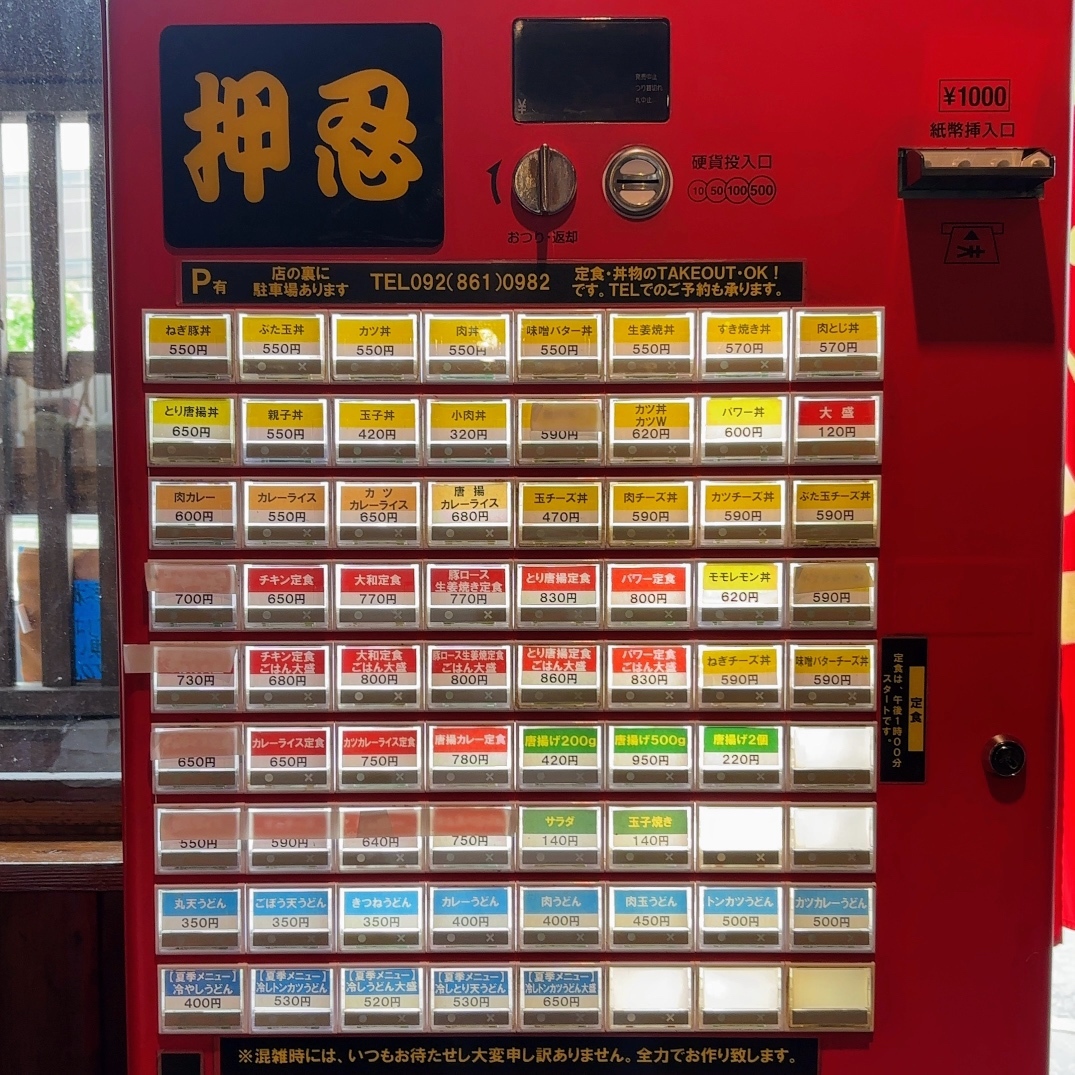 押忍
¥
発売中止
つり銭切れ
札中止
おつり・返却
硬貨投入口
10 50 100 500
¥1000
紙幣挿入口
P有
店の裏に
駐車場あります
TEL092(861)0982
定食・丼物のTAKEOUT・OK!
です。TELでのご予約も承ります。
ねぎ豚丼
550円
ぶた玉丼
550円
カツ丼
550円
肉丼
550円
味噌バター丼
550円
生姜焼丼
550円
すき焼き丼
570円
肉とじ丼
570円
とり唐揚丼
650円
親子丼
550円
玉子丼
420円
小肉丼
320円
590円
カツ丼
カツW
620円
パワー丼
600円
大盛
120円
肉カレー
600円
カレーライス
550円
カツ
カレーライス
650円
唐揚
カレーライス
680円
玉チーズ丼
470円
肉チーズ丼
590円
カツチーズ丼
590円
ぶた玉チーズ丼
590円
700円
チキン定食
650円
大和定食
770円
豚ロース
生姜焼き定食
770円
とり唐揚定食
830円
パワー定食
800円
モモレモン丼
620円
590円
730円
チキン定食
ごはん大盛
680円
大和定食
ごはん大盛
800円
豚ロース生姜焼定食
ごはん大盛
800円
とり唐揚定食
ごはん大盛
860円
パワー定食
ごはん大盛
830円
ねぎチーズ丼
590円
味噌バターチーズ丼
590円
定食
定食は、午後1時00分
スタートです。
650円
カレーライス定食
650円
カツカレーライス定食
750円
唐揚カレー定食
780円
唐揚げ200g
420円
唐揚げ500g
950円
唐揚げ2個
220円
550円
590円
640円
750円
サラダ
140円
玉子焼き
140円
丸天うどん
350円
ごぼう天うどん
350円
きつねうどん
350円
カレーうどん
400円
肉うどん
400円
肉玉うどん
450円
トンカツうどん
500円
カツカレーうどん
500円
【夏季メニュー】
冷やしうどん
400円
【夏季メニュー】
冷しトンカツうどん
530円
【夏季メニュー】
冷しうどん大盛
520円
【夏季メニュー】
冷しとり天うどん
530円
【夏季メニュー】
冷しトンカツうどん大盛
650円
※混雑時には、いつもお待たせし大変申し訳ありません。全力でお作り致します。